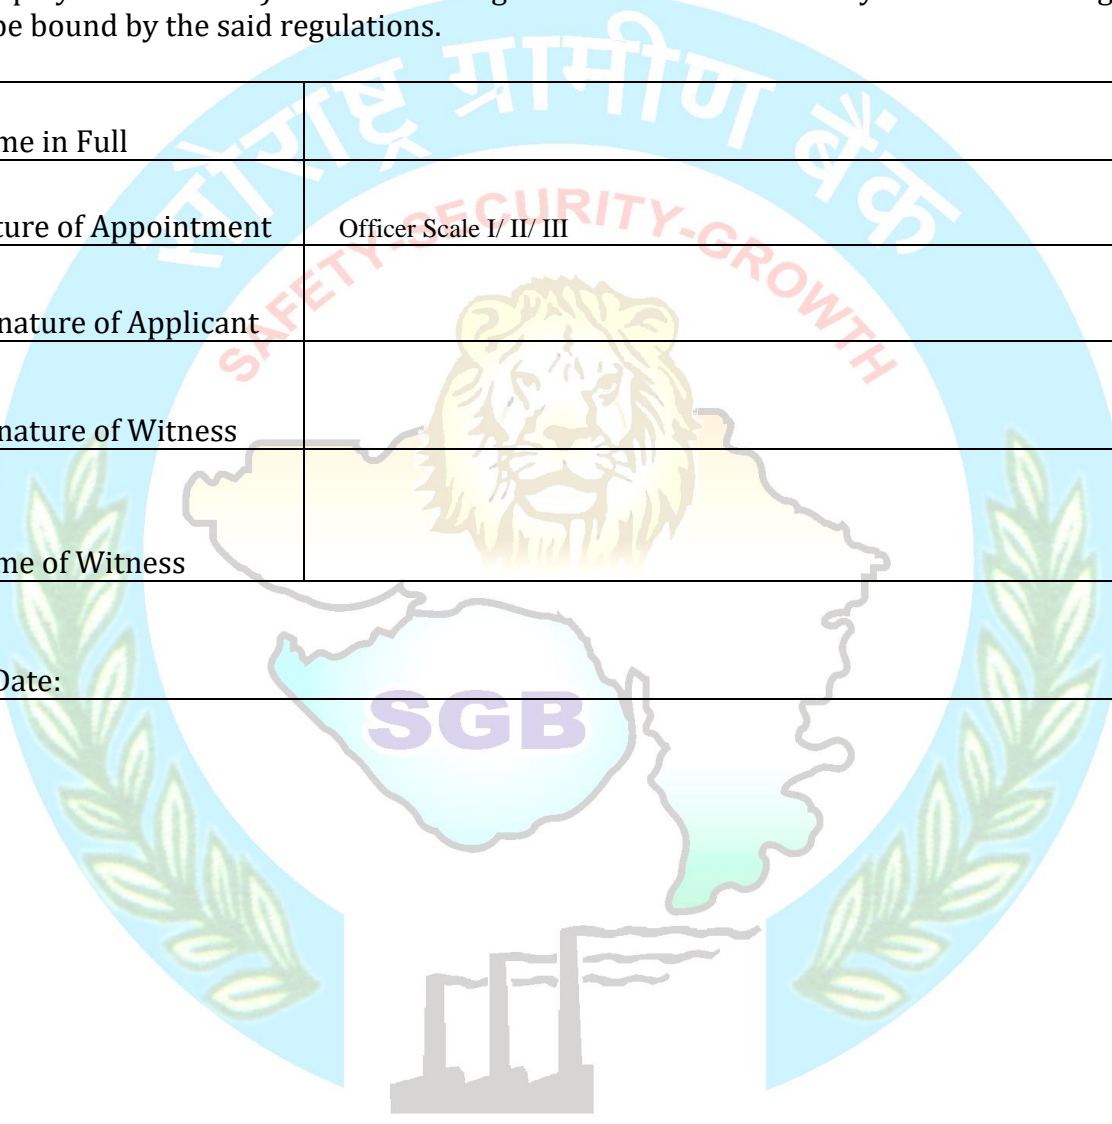 be bound by the said regulations.
सौराष्ट्र ग्रामीण बैंक
SAFETY-SECURITY-GROWTH
me in Full
ture of Appointment Officer Scale I/ II/ III
nature of Applicant
nature of Witness
me of Witness
Date:
SGB